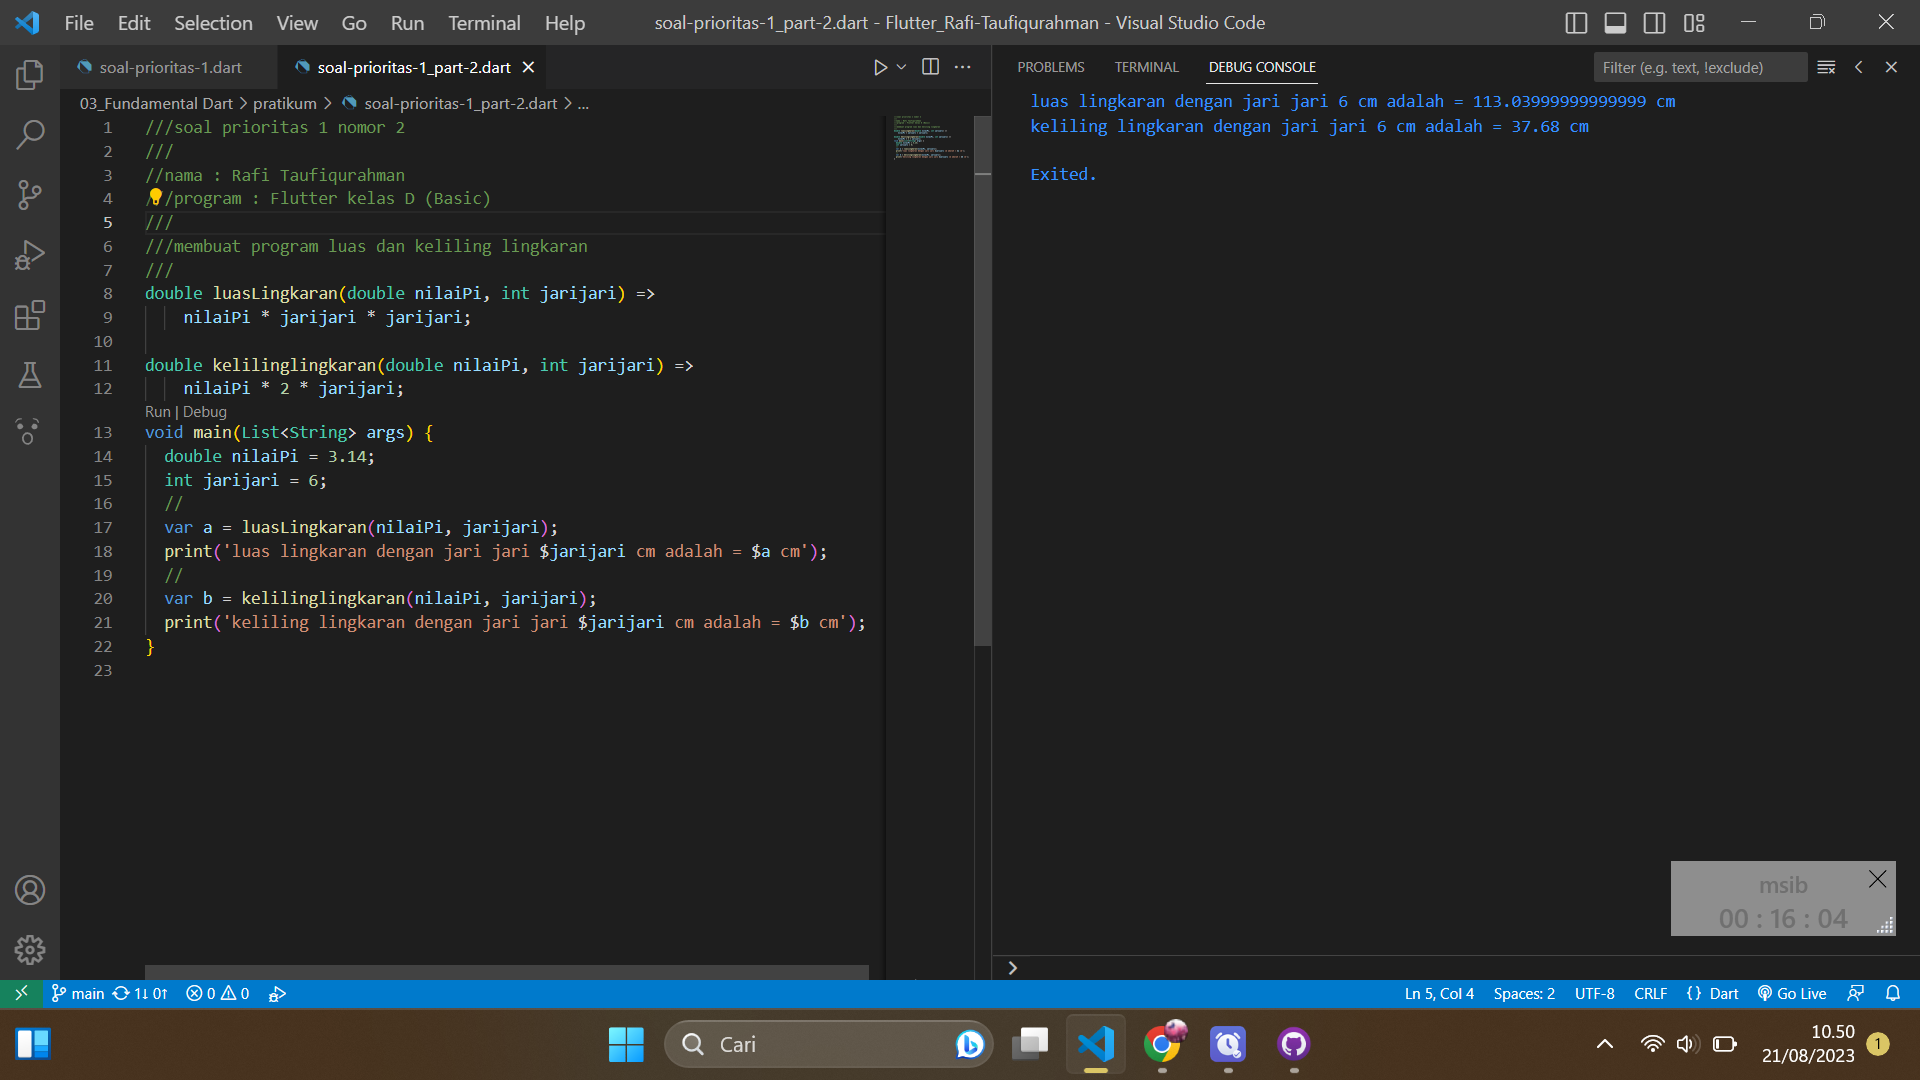 File Edit Selection View Go Run Terminal Help
soal-prioritas-1_part-2.dart - Flutter_Rafi-Taufiqurahman - Visual Studio Code
soal-prioritas-1.dart
soal-prioritas-1_part-2.dart
03_Fundamental Dart > pratikum > soal-prioritas-1_part-2.dart > ...
1 ///soal prioritas 1 nomor 2
2 ///
3 //nama : Rafi Taufiqurahman
4 //program : Flutter kelas D (Basic)
5 ///
6 ///membuat program luas dan keliling lingkaran
7 ///
8 double luasLingkaran(double nilaiPi, int jarijari) =>
9 nilaiPi * jarijari * jarijari;
10
11 double kelilinglingkaran(double nilaiPi, int jarijari) =>
12 nilaiPi * 2 * jarijari;
Run | Debug
13 void main(List<String> args) {
14 double nilaiPi = 3.14;
15 int jarijari = 6;
16 //
17 var a = luasLingkaran(nilaiPi, jarijari);
18 print('luas lingkaran dengan jari jari $jarijari cm adalah = $a cm');
19 //
20 var b = kelilinglingkaran(nilaiPi, jarijari);
21 print('keliling lingkaran dengan jari jari $jarijari cm adalah = $b cm');
22 }
23
PROBLEMS TERMINAL DEBUG CONSOLE
Filter (e.g. text, !exclude)
luas lingkaran dengan jari jari 6 cm adalah = 113.03999999999999 cm
keliling lingkaran dengan jari jari 6 cm adalah = 37.68 cm
Exited.
msib
00 : 16 : 04
main 1↓ 0↑ 0 0
Ln 5, Col 4 Spaces: 2 UTF-8 CRLF {} Dart Go Live
Cari
10.50
21/08/2023
1